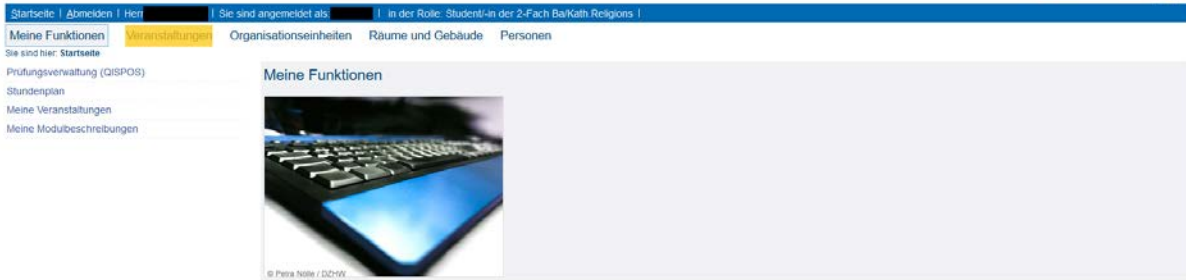 Startseite | Abmelden | Herr | Sie sind angemeldet als: | in der Rolle: Student/-in der 2-Fach Ba/Kath.Religions |
Meine Funktionen Veranstaltungen Organisationseinheiten Räume und Gebäude Personen
Sie sind hier: Startseite
Prüfungsverwaltung (QISPOS)
Meine Funktionen
Stundenplan
Meine Veranstaltungen
Meine Modulbeschreibungen
© Petra Nölle / DZHW